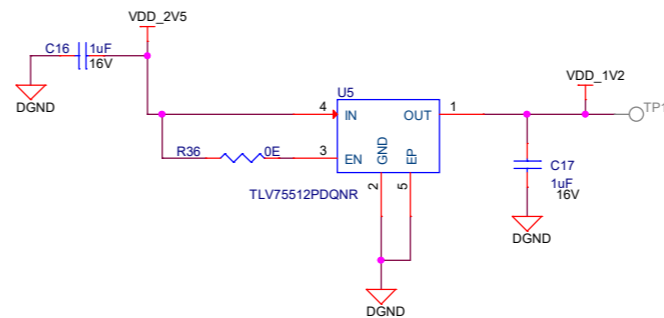 VDD_2V5
C16 1uF
16V
DGND
U5
VDD_1V2
4 IN OUT 1
TP1
R36 0E 3 EN
GND
EP
2
5
C17
1uF
16V
TLV75512PDQNR
DGND
DGND